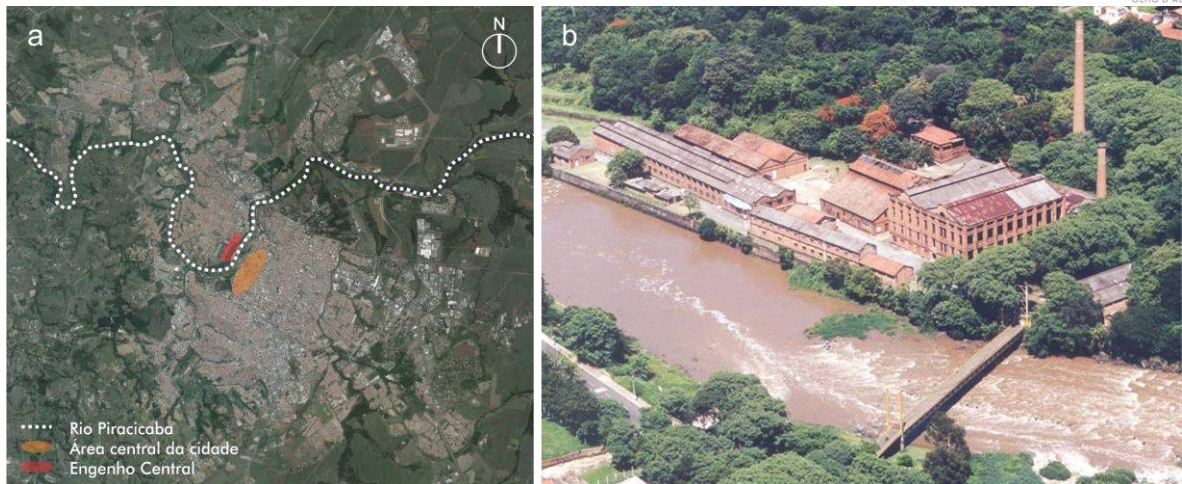 a
N
Rio Piracicaba
Área central da cidade
Engenho Central
b